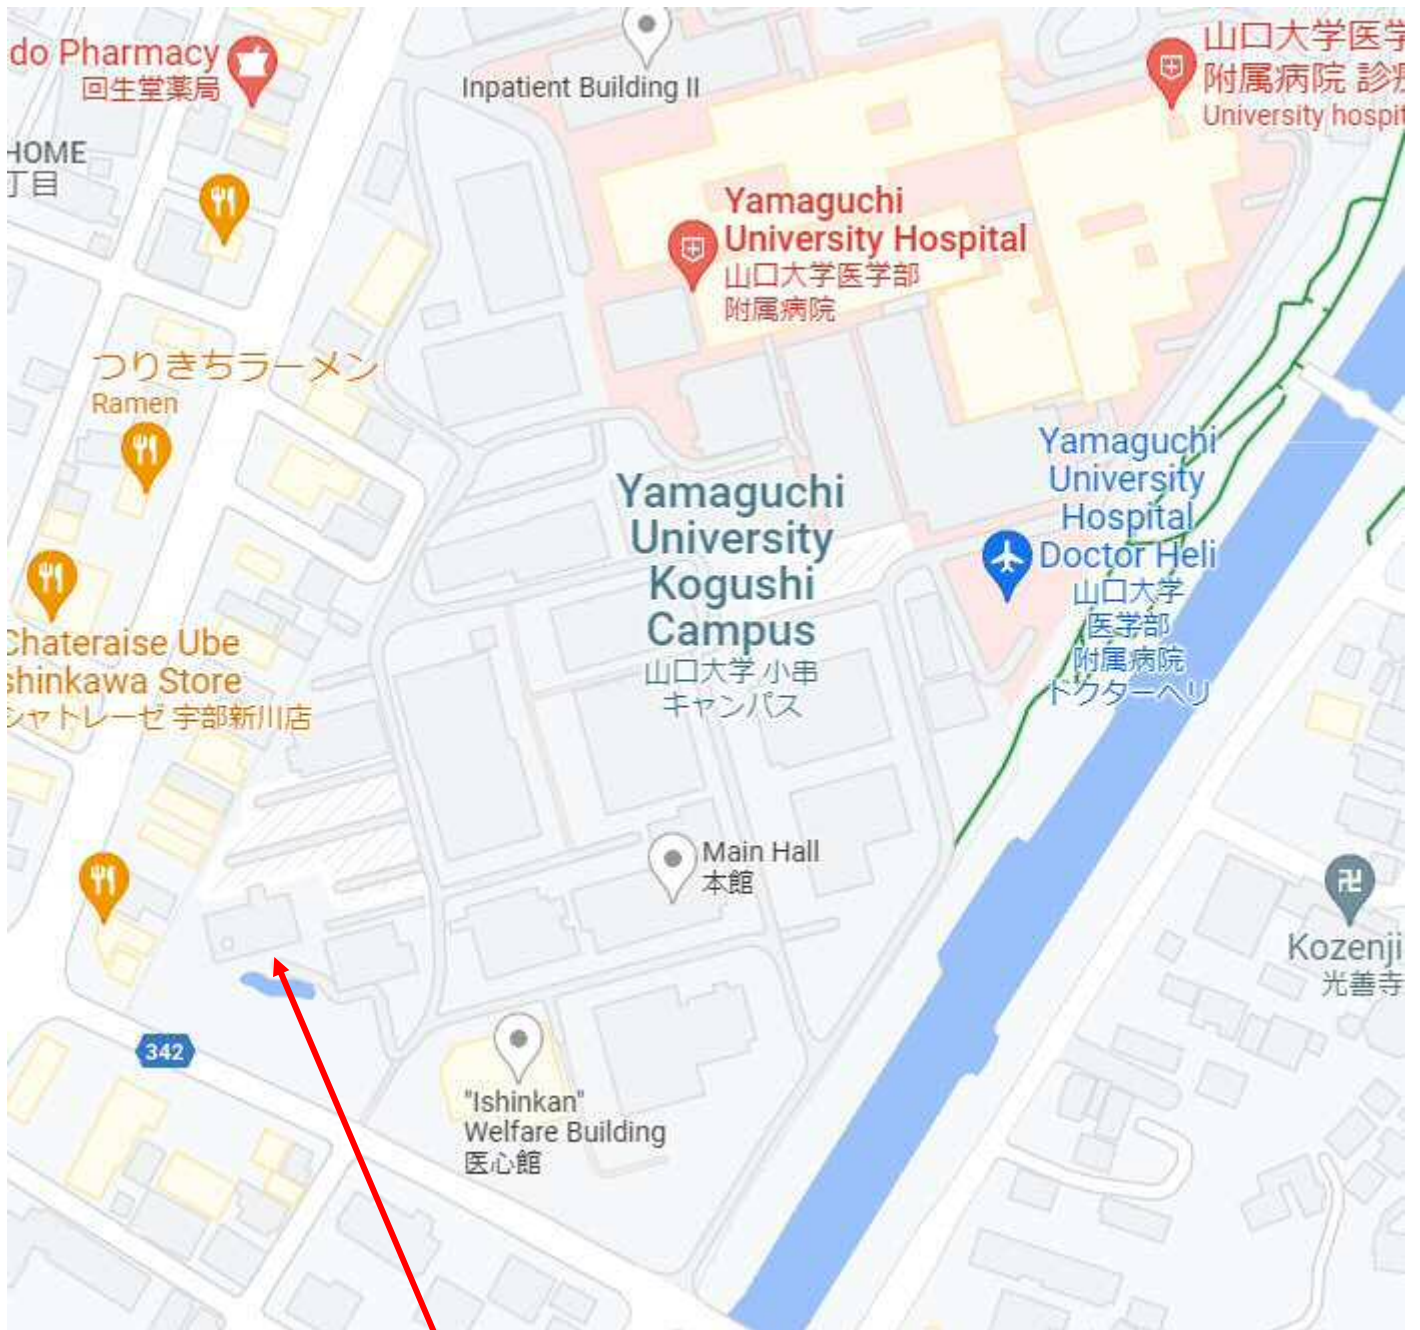 do Pharmacy
回生堂薬局
Inpatient Building II
山口大学医学
附属病院 診
University hospit
HOME
丁目
Yamaguchi
University Hospital
山口大学医学部
附属病院
つりきちラーメン
Ramen
Yamaguchi
University
Hospital
Doctor Heli
山口大学
医学部
附属病院
ドクターヘリ
Yamaguchi
University
Kogushi
Campus
山口大学 小串
キャンパス
Chateraise Ube
shinkawa Store
シャトレーゼ 宇部新川店
Main Hall
本館
Kozenji
光善寺
342
"Ishinkan"
Welfare Building
医心館